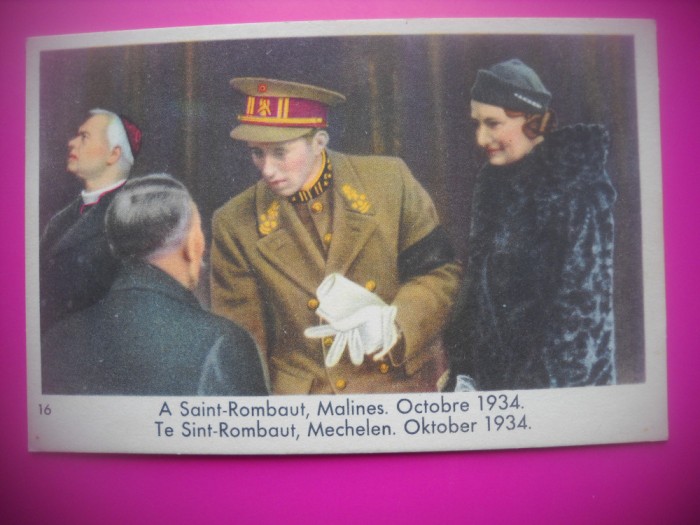 16
A Saint-Rombaut, Malines. Octobre 1934.
Te Sint-Rombaut, Mechelen. Oktober 1934.